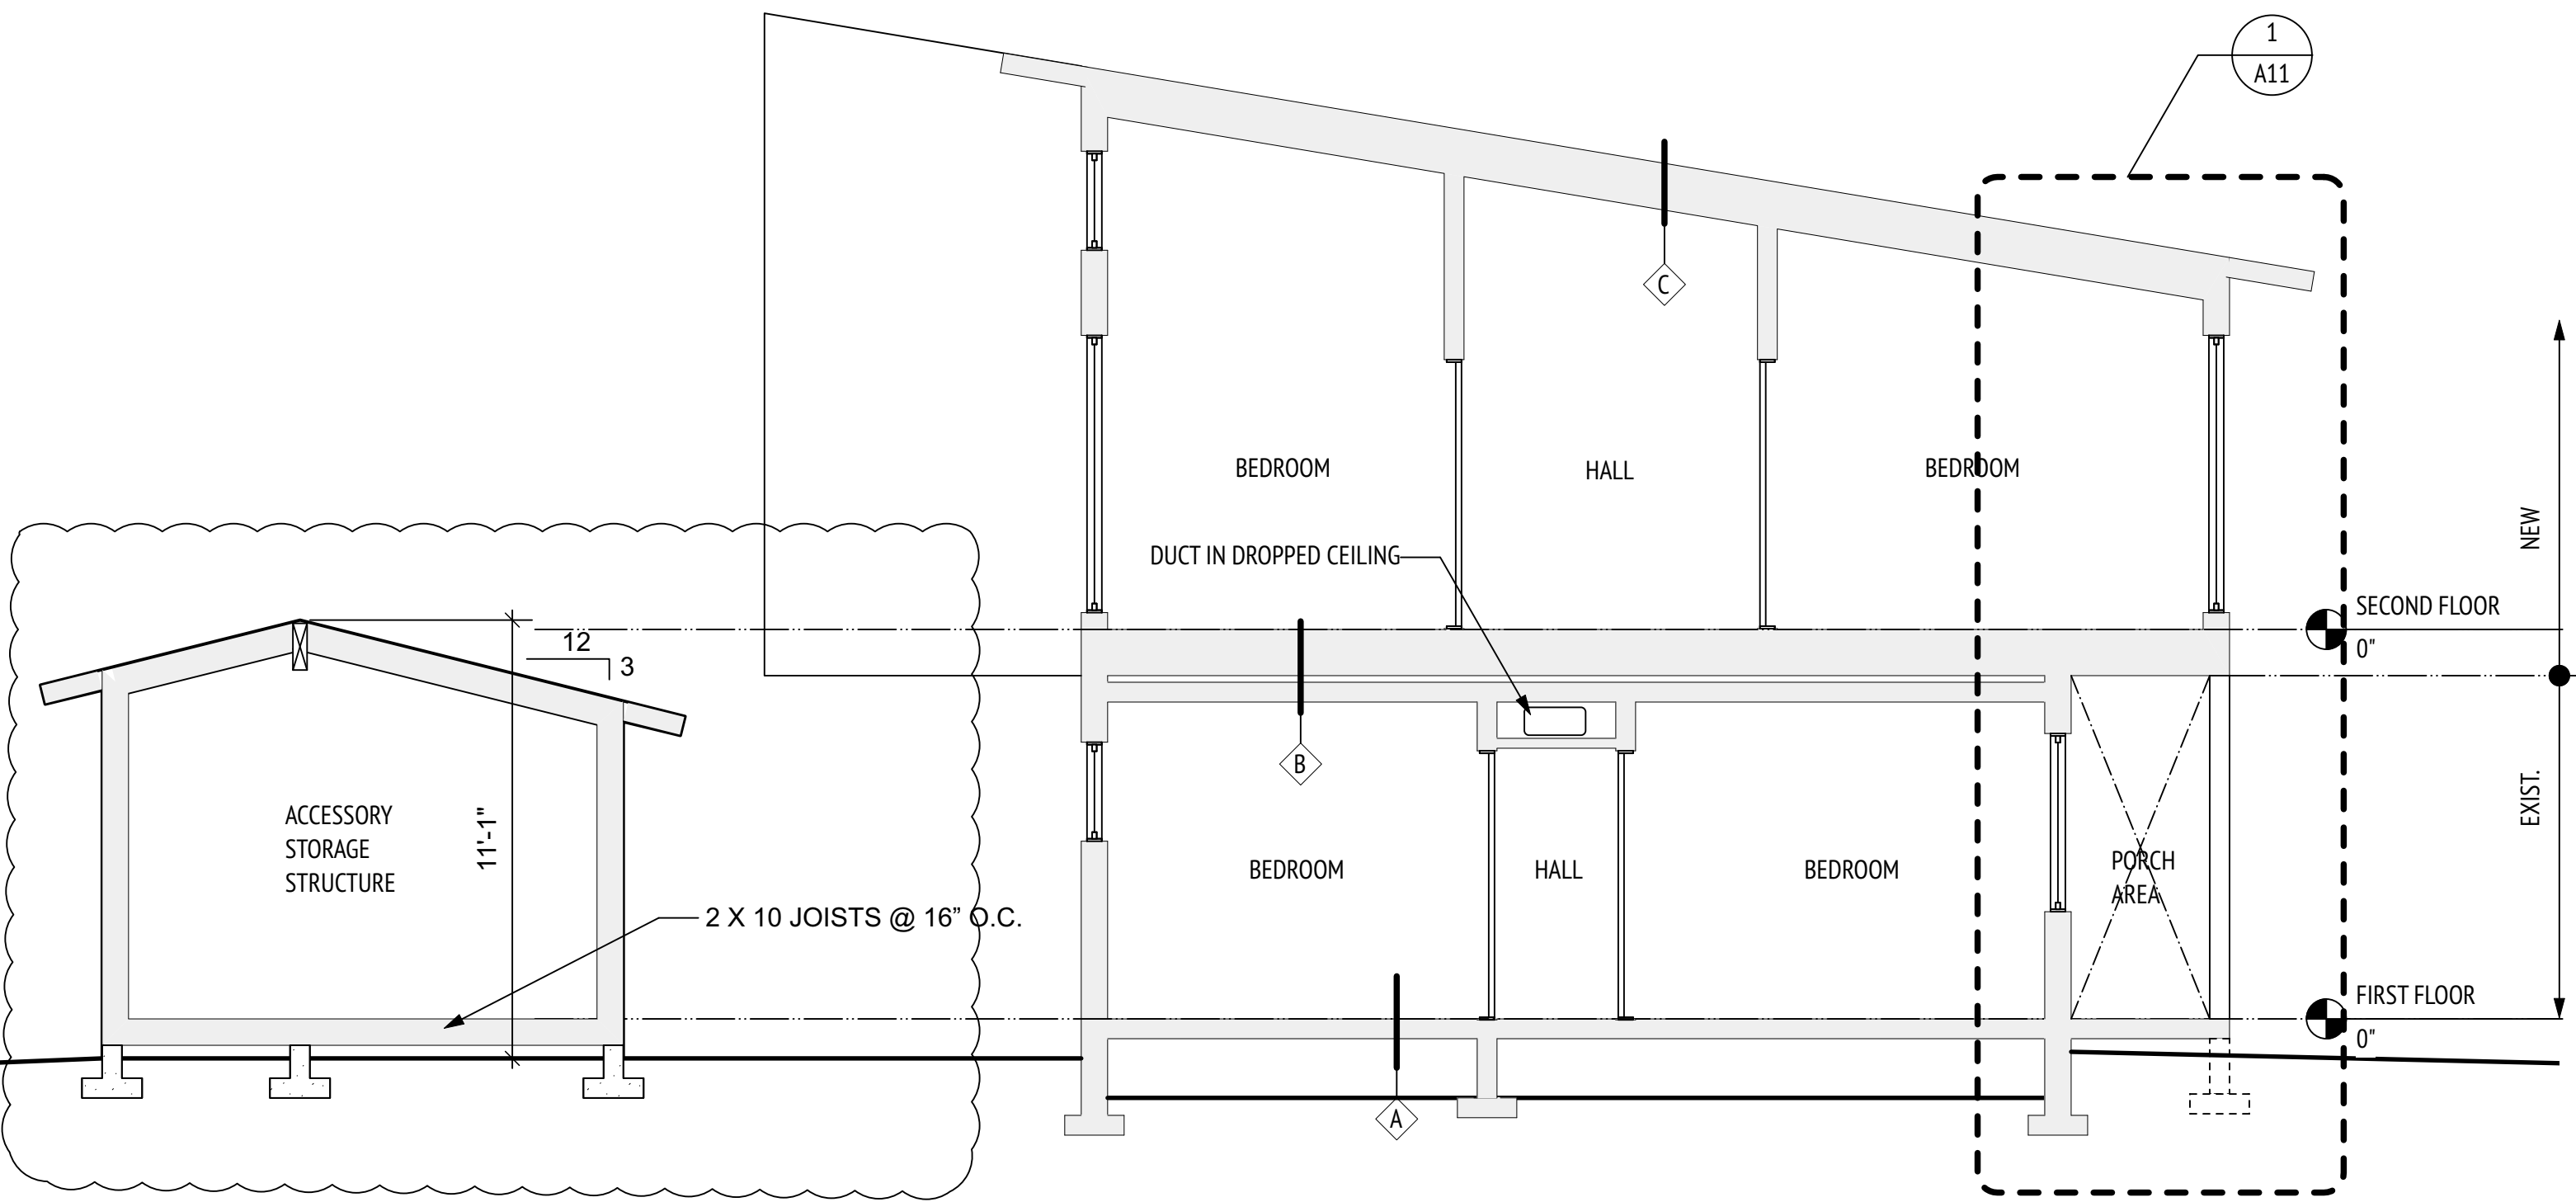 1
A11
C
BEDROOM
HALL
BEDROOM
NEW
DUCT IN DROPPED CEILING
SECOND FLOOR
0"
12
3
B
EXIST.
ACCESSORY
STORAGE
STRUCTURE
11'-1"
BEDROOM
HALL
BEDROOM
PORCH
AREA
2 X 10 JOISTS @ 16” O.C.
FIRST FLOOR
0"
A